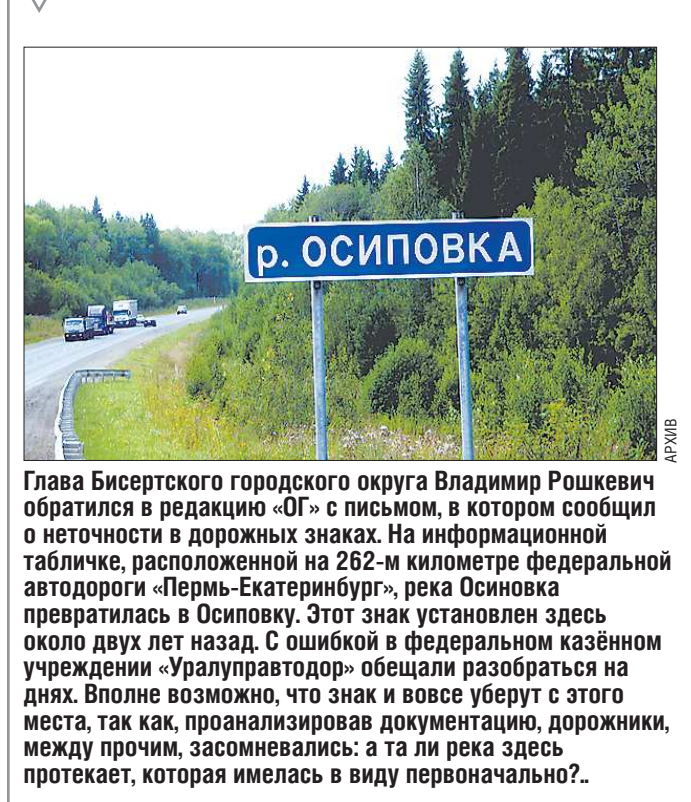 р. ОСИПОВКА
АРХИВ
Глава Бисертского городского округа Владимир Рошкевич
обратился в редакцию «ОГ» с письмом, в котором сообщил
о неточности в дорожных знаках. На информационной
табличке, расположенной на 262-м километре федеральной
автодороги «Пермь-Екатеринбург», река Осиновка
превратилась в Осиповку. Этот знак установлен здесь
около двух лет назад. С ошибкой в федеральном казённом
учреждении «Уралуправтодор» обещали разобраться на
днях. Вполне возможно, что знак и вовсе уберут с этого
места, так как, проанализировав документацию, дорожники,
между прочим, засомневались: а та ли река здесь
протекает, которая имелась в виду первоначально?..